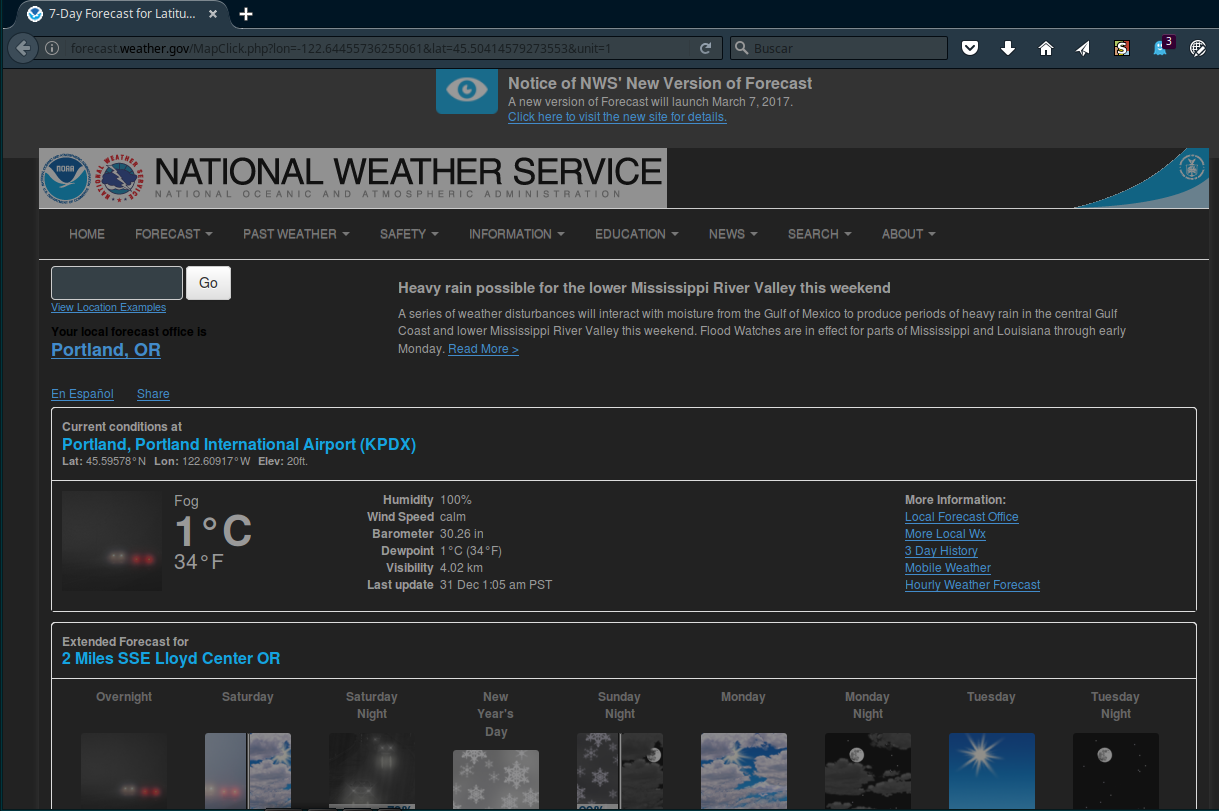 7-Day Forecast for Latitu...
forecast.weather.gov/MapClick.php?lon=-122.64455736255061&lat=45.50414579273553&unit=1
Buscar
3
Notice of NWS' New Version of Forecast
A new version of Forecast will launch March 7, 2017.
Click here to visit the new site for details.
NOAA
NATIONAL WEATHER SERVICE
NATIONAL OCEANIC AND ATMOSPHERIC ADMINISTRATION
HOME FORECAST PAST WEATHER SAFETY INFORMATION EDUCATION NEWS SEARCH ABOUT
Go
View Location Examples
Your local forecast office is
Portland, OR
Heavy rain possible for the lower Mississippi River Valley this weekend
A series of weather disturbances will interact with moisture from the Gulf of Mexico to produce periods of heavy rain in the central Gulf
Coast and lower Mississippi River Valley this weekend. Flood Watches are in effect for parts of Mississippi and Louisiana through early
Monday. Read More >
En Español Share
Current conditions at
Portland, Portland International Airport (KPDX)
Lat: 45.59578°N Lon: 122.60917°W Elev: 20ft.
Fog
1°C
34°F
Humidity 100%
Wind Speed calm
Barometer 30.26 in
Dewpoint 1°C (34°F)
Visibility 4.02 km
Last update 31 Dec 1:05 am PST
More Information:
Local Forecast Office
More Local Wx
3 Day History
Mobile Weather
Hourly Weather Forecast
Extended Forecast for
2 Miles SSE Lloyd Center OR
Overnight
Saturday
Saturday
Night
New
Year's
Day
Sunday
Night
Monday
Monday
Night
Tuesday
Tuesday
Night